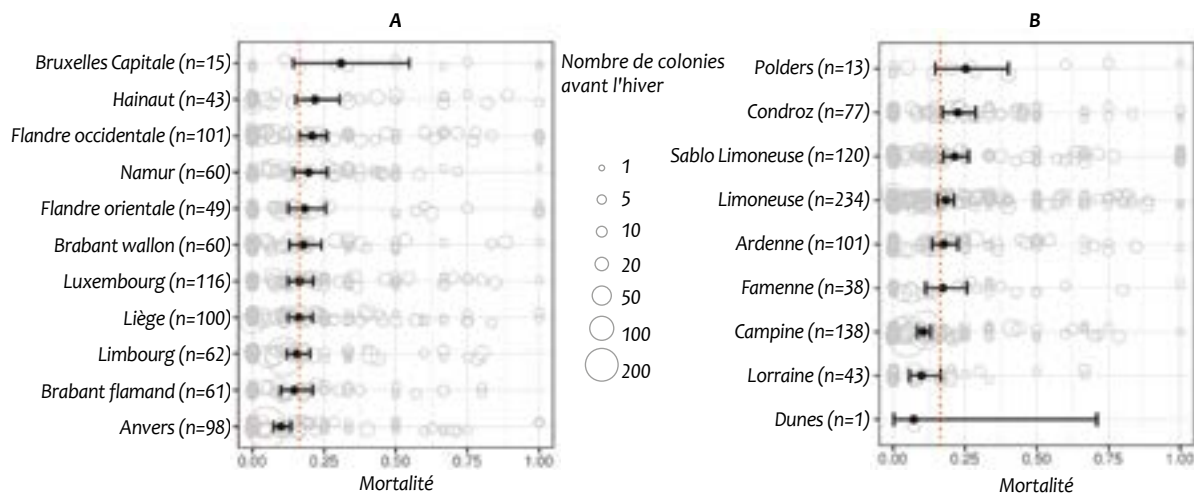 A
Bruxelles Capitale (n=15)
Hainaut (n=43)
Flandre occidentale (n=101)
Namur (n=60)
Flandre orientale (n=49)
Brabant wallon (n=60)
Luxembourg (n=116)
Liège (n=100)
Limbourg (n=62)
Brabant flamand (n=61)
Anvers (n=98)
0.00 0.25 0.50 0.75 1.00
Mortalité
Nombre de colonies
avant l'hiver
1
5
10
20
50
100
200
B
Polders (n=13)
Condroz (n=77)
Sablo Limoneuse (n=120)
Limoneuse (n=234)
Ardenne (n=101)
Famenne (n=38)
Campine (n=138)
Lorraine (n=43)
Dunes (n=1)
0.00 0.25 0.50 0.75 1.00
Mortalité